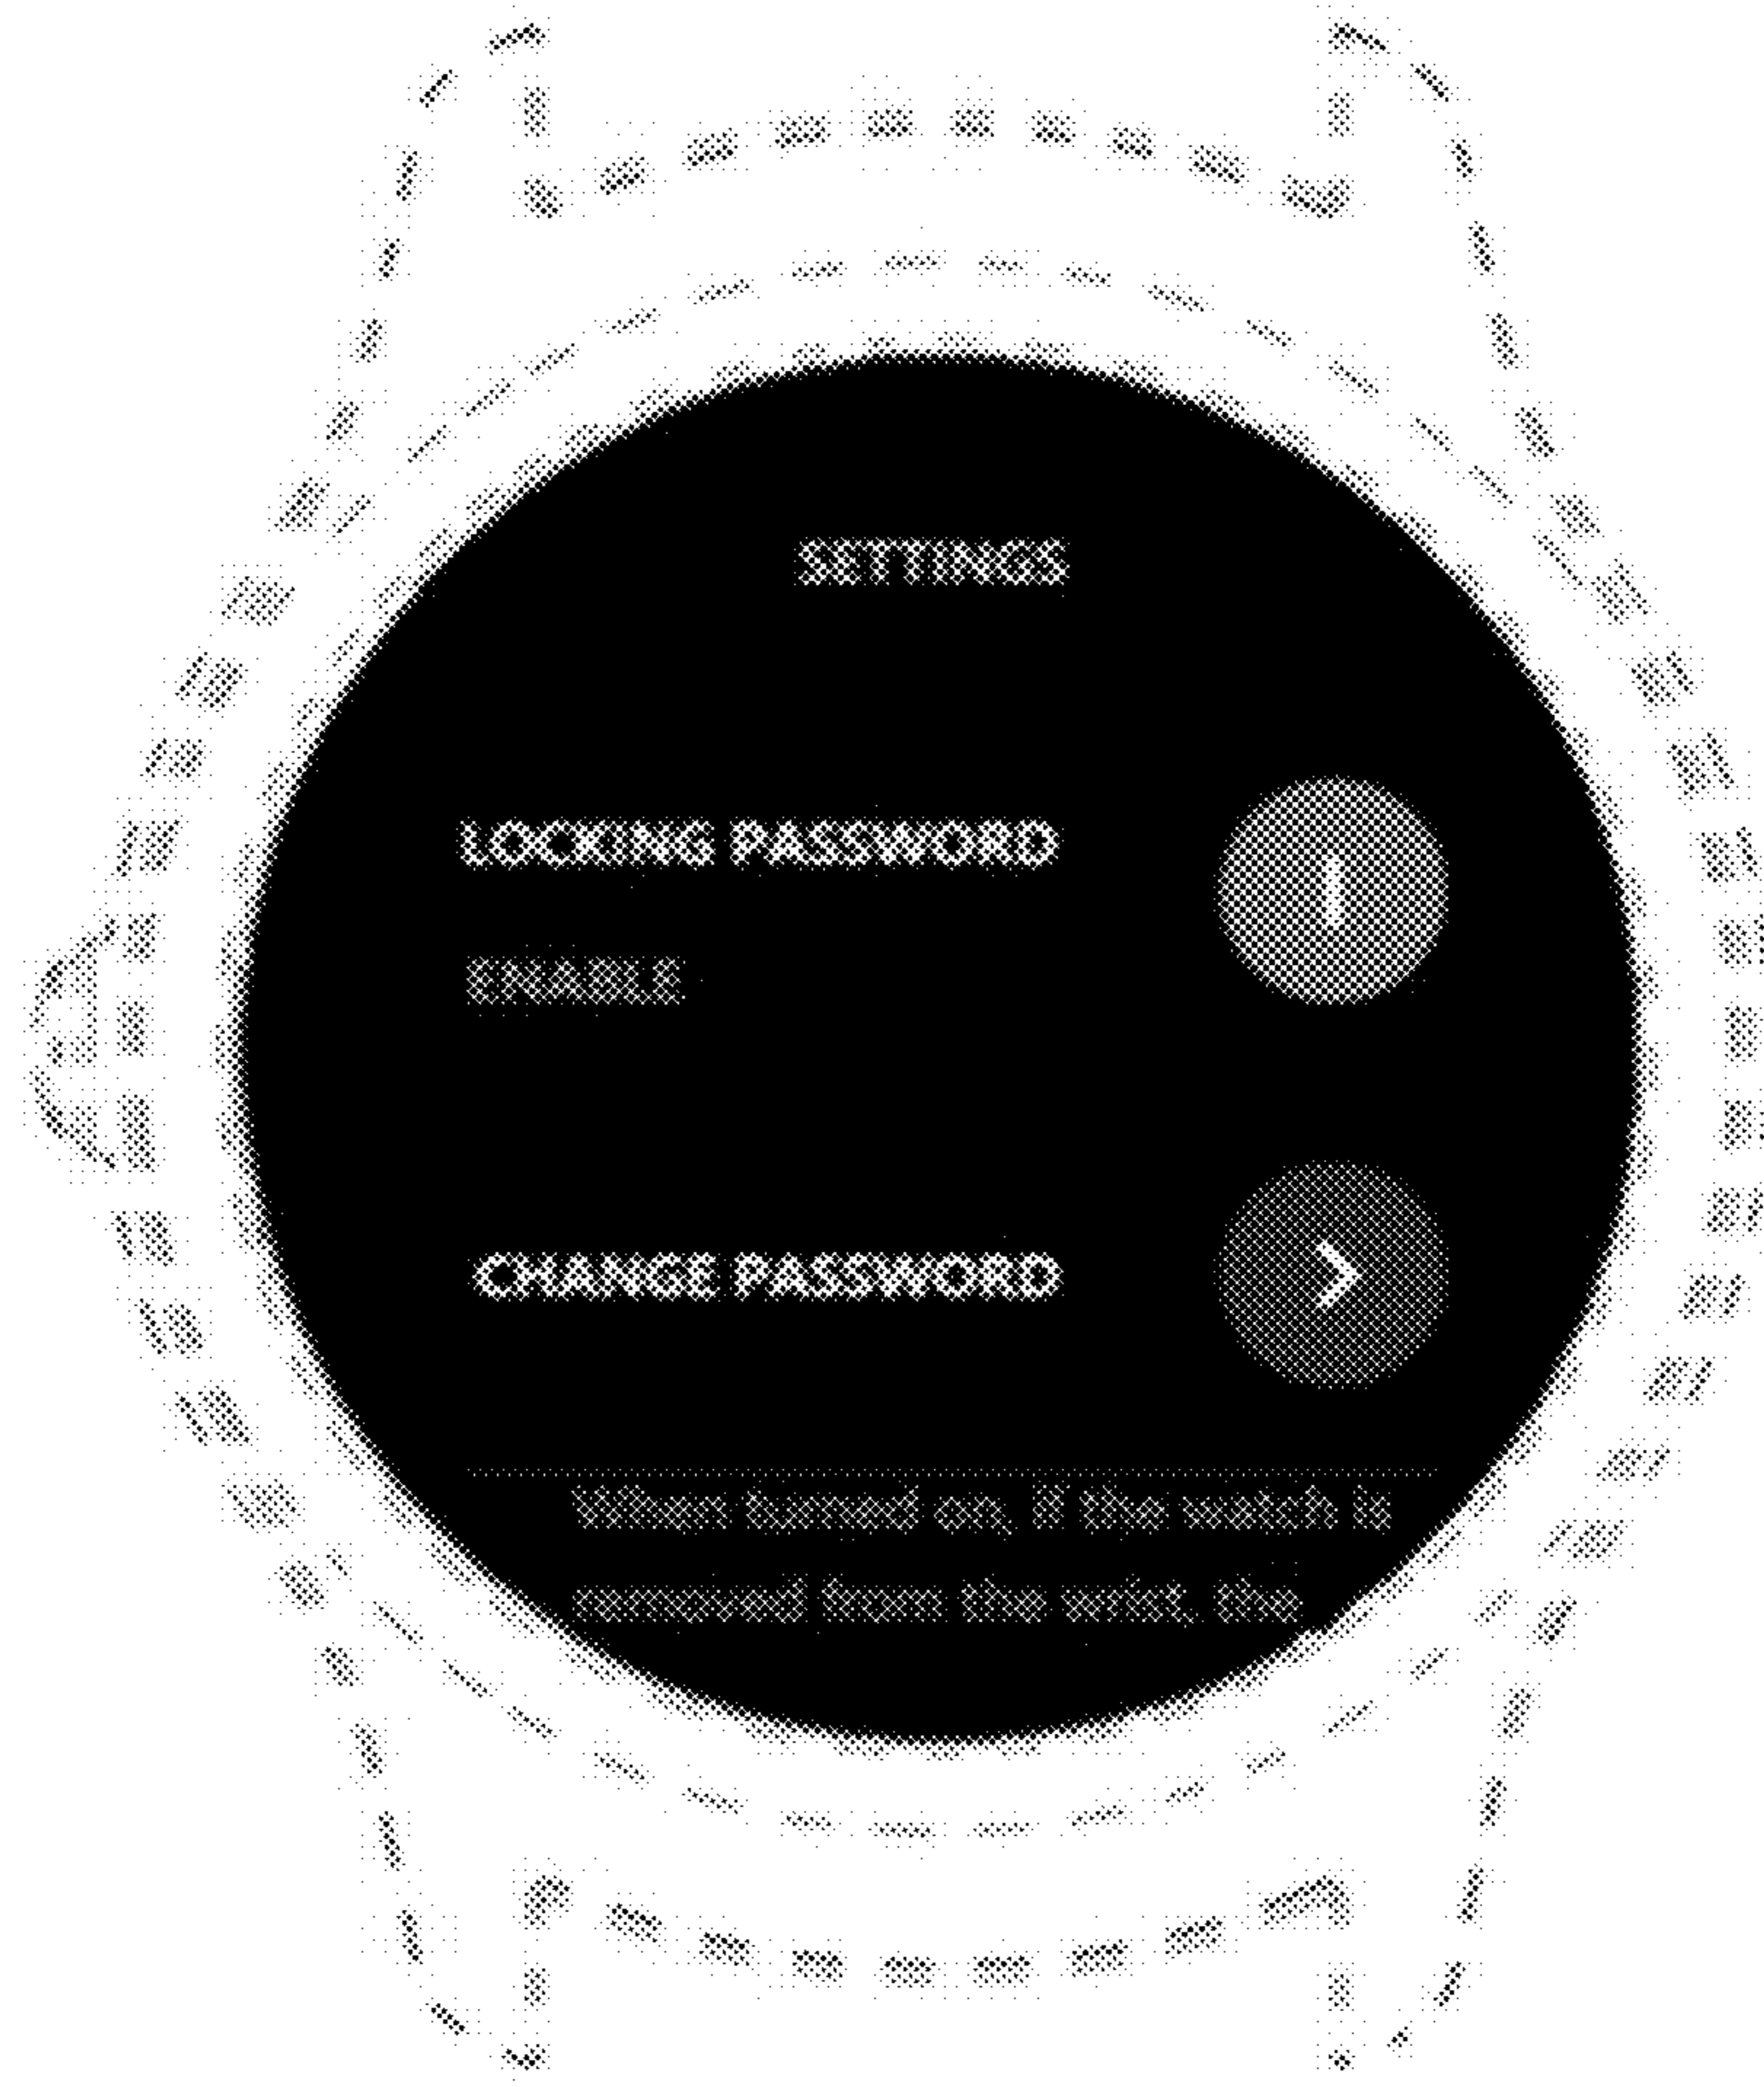 SETTINGS
LOCKING PASSWORD
ENABLE
CHANGE PASSWORD
When turned on, if the watch is
removed from the wrist, the